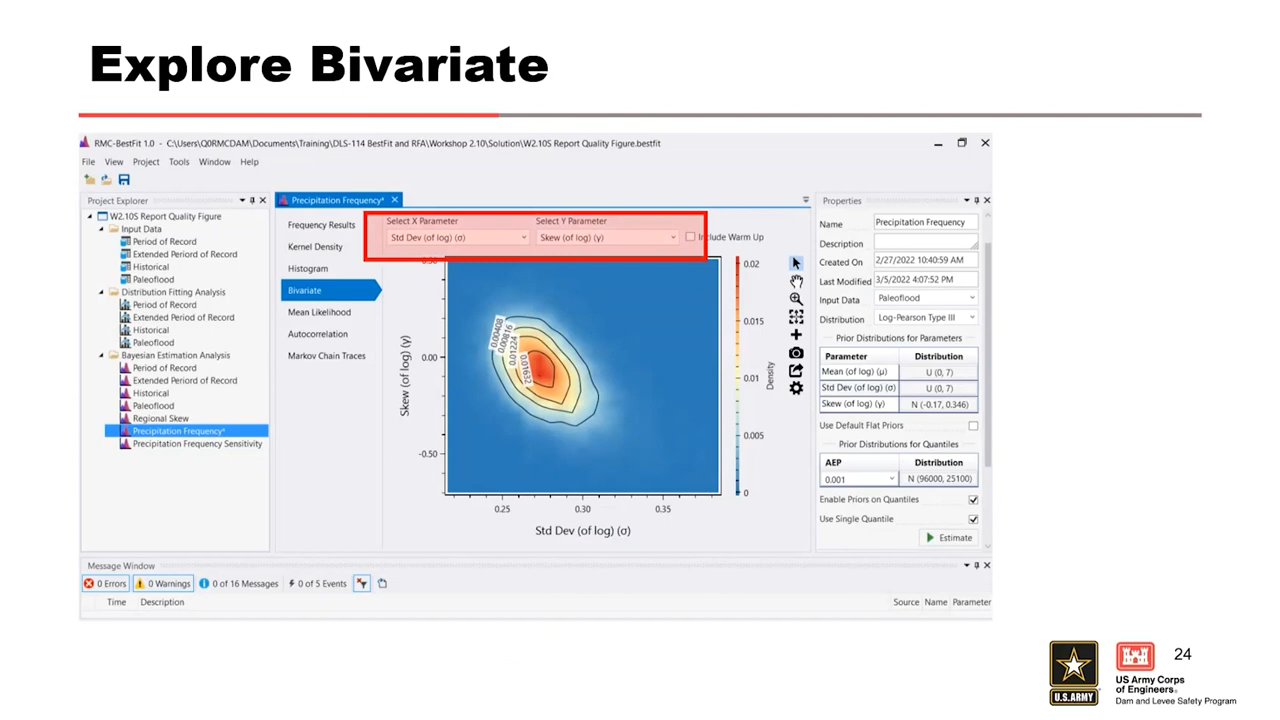 Explore Bivariate
RMC-BestFit 1.0 - C:\Users\Q0RMCDAM\Documents\Training\DLS-114 BestFit and RFA\Workshop 2.10\Solution\W2.10S Report Quality Figure.bestfit
File View Project Tools Window Help
Project Explorer
W2.10S Report Quality Figure
Input Data
Period of Record
Extended Periord of Record
Historical
Paleoflood
Distribution Fitting Analysis
Period of Record
Extended Periord of Record
Historical
Paleoflood
Bayesian Estimation Analysis
Period of Record
Extended Periord of Record
Historical
Paleoflood
Regional Skew
Precipitation Frequency*
Precipitation Frequency Sensitivity
Precipitation Frequency*
Frequency Results
Kernel Density
Histogram
Bivariate
Mean Likelihood
Autocorrelation
Markov Chain Traces
Select X Parameter
Std Dev (of log) (σ)
Select Y Parameter
Skew (of log) (γ)
Include Warm Up
0.50
0.00
-0.50
Skew (of log) (γ)
0.00408
0.00816
0.01224
0.01632
0.25 0.30 0.35
Std Dev (of log) (σ)
0.02
0.015
0.01
0.005
0
Density
Properties
Name Precipitation Frequency
Description
Created On 2/27/2022 10:40:59 AM
Last Modified 3/5/2022 4:07:52 PM
Input Data Paleoflood
Distribution Log-Pearson Type III
Prior Distributions for Parameters
Parameter Distribution
Mean (of log) (μ) U (0, 7)
Std Dev (of log) (σ) U (0, 7)
Skew (of log) (γ) N (-0.17, 0.346)
Use Default Flat Priors
Prior Distributions for Quantiles
AEP Distribution
0.001 N (96000, 25100)
Enable Priors on Quantiles
Use Single Quantile
Estimate
Message Window
0 Errors 0 Warnings 0 of 16 Messages 0 of 5 Events
Time Description Source Name Parameter
U.S.ARMY
US Army Corps
of Engineers®
Dam and Levee Safety Program
24